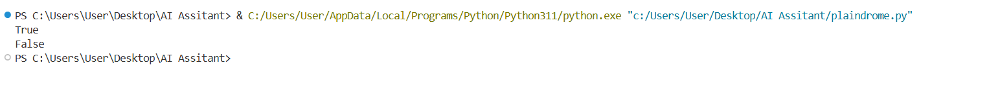 PS C:\Users\User\Desktop\AI Assitant> & C:/Users/User/AppData/Local/Programs/Python/Python311/python.exe "c:/Users/User/Desktop/AI Assitant/plaindrome.py"
True
False
PS C:\Users\User\Desktop\AI Assitant>